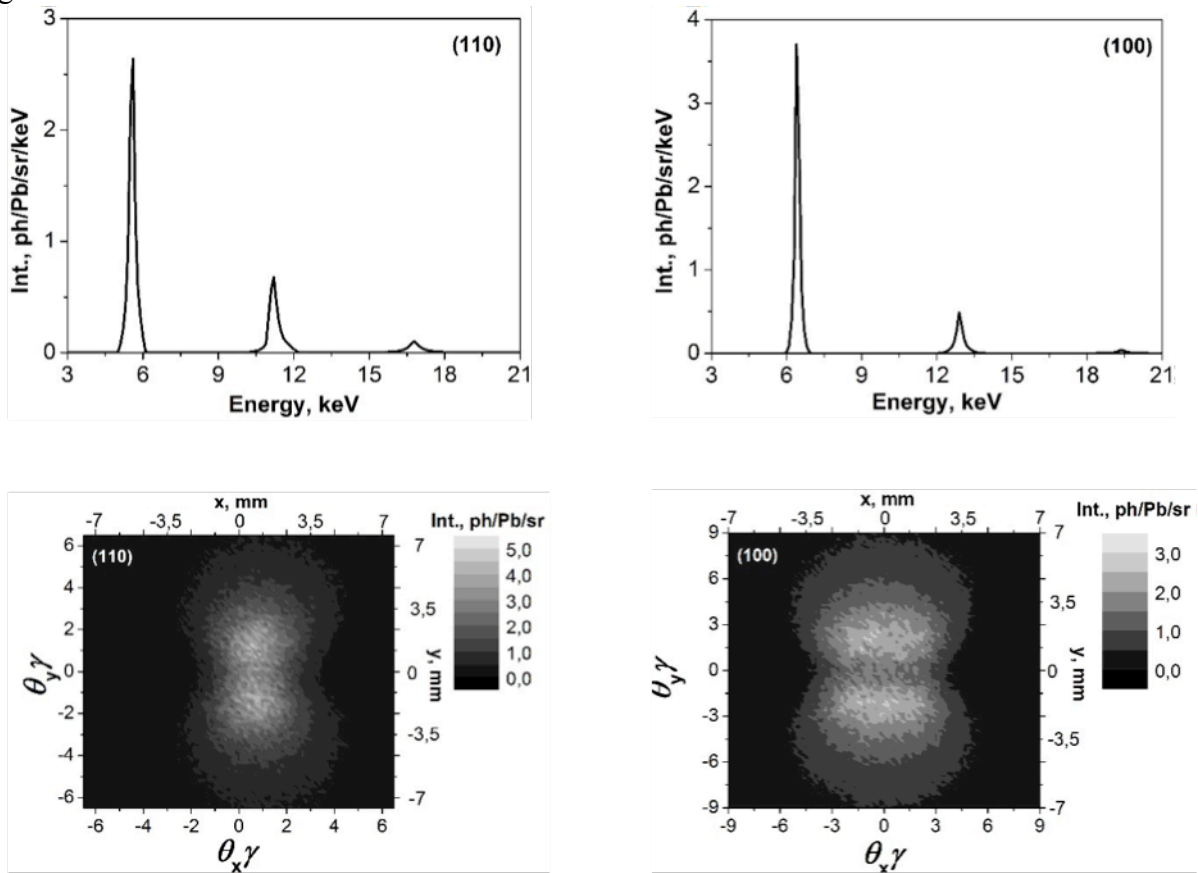 3
(110)
2
1
0
Int., ph/Pb/sr/keV
3 6 9 12 15 18 21
Energy, keV
4
(100)
3
2
1
0
Int., ph/Pb/sr/keV
3 6 9 12 15 18 21
Energy, keV
x, mm
-7 -3,5 0 3,5 7
Int., ph/Pb/sr
(110)
6
4
2
0
-2
-4
-6
θyγ
7
3,5
0
-3,5
-7
y, mm
5,0
4,0
3,0
2,0
1,0
0,0
-6 -4 -2 0 2 4 6
θxγ
x, mm
-7 -3,5 0 3,5 7
Int., ph/Pb/sr
(100)
9
6
3
0
-3
-6
-9
θyγ
7
3,5
0
-3,5
-7
y, mm
3,0
2,0
1,0
0,0
-9 -6 -3 0 3 6 9
θxγ